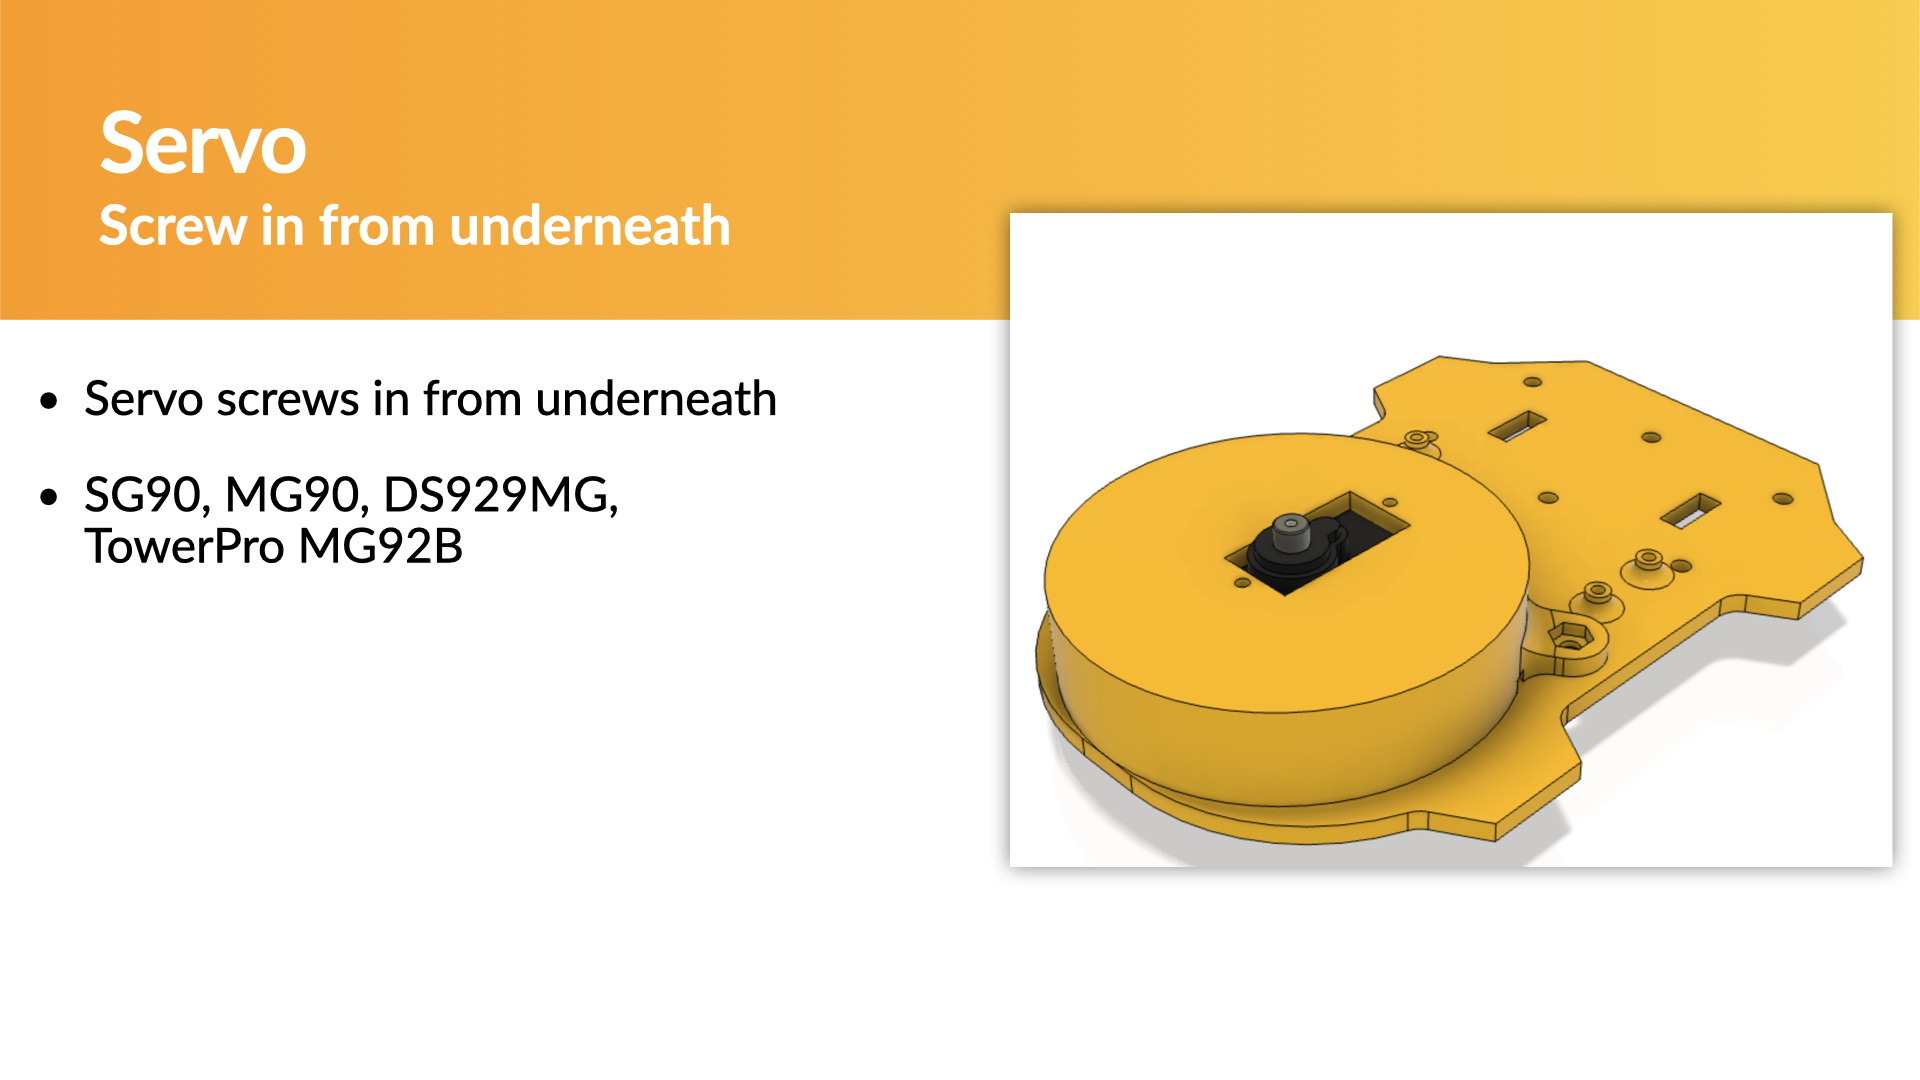 Servo
Screw in from underneath
• Servo screws in from underneath
• SG90, MG90, DS929MG,
TowerPro MG92B